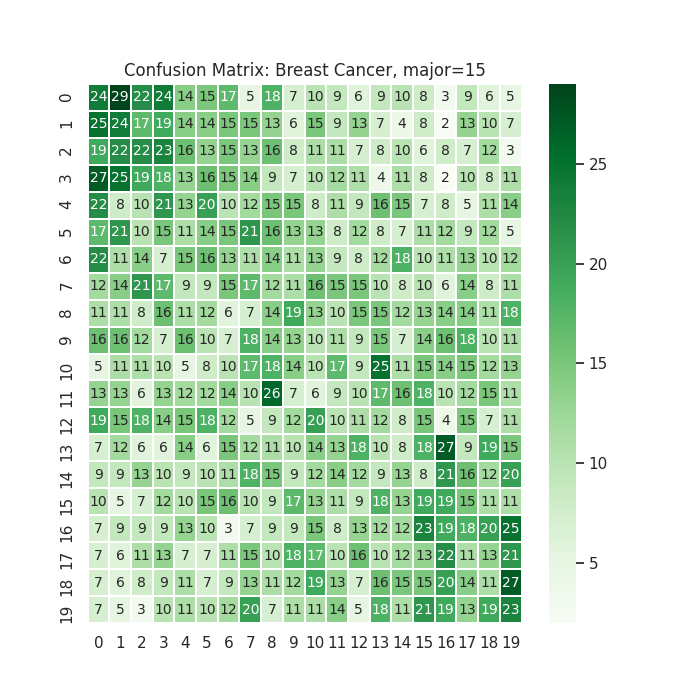 Confusion Matrix: Breast Cancer, major=15
0 24 29 22 24 14 15 17 5 18 7 10 9 6 9 10 8 3 9 6 5
1 25 24 17 19 14 14 15 15 13 6 15 9 13 7 4 8 2 13 10 7
2 19 22 22 23 16 13 15 13 16 8 11 11 7 8 10 6 8 7 12 3
3 27 25 19 18 13 16 15 14 9 7 10 12 11 4 11 8 2 10 8 11
4 22 8 10 21 13 20 10 12 15 15 8 11 9 16 15 7 8 5 11 14
5 17 21 10 15 11 14 15 21 16 13 13 8 12 8 7 11 12 9 12 5
6 22 11 14 7 15 16 13 11 14 11 13 9 8 12 18 10 11 13 10 12
7 12 14 21 17 9 9 15 17 12 11 16 15 15 10 8 10 6 14 8 11
8 11 11 8 16 11 12 6 7 14 19 13 10 15 15 12 13 14 14 11 18
9 16 16 12 7 16 10 7 18 14 13 10 11 9 15 7 14 16 18 10 11
10 5 11 11 10 5 8 10 17 18 14 10 17 9 25 11 15 14 15 12 13
11 13 13 6 13 12 12 14 10 26 7 6 9 10 17 16 18 10 12 15 11
12 19 15 18 14 15 18 12 5 9 12 20 10 11 12 8 15 4 15 7 11
13 7 12 6 6 14 6 15 12 11 10 14 13 18 10 8 18 27 9 19 15
14 9 9 13 10 9 10 11 18 15 9 12 14 12 9 13 8 21 16 12 20
15 10 5 7 12 10 15 16 10 9 17 13 11 9 18 13 19 19 15 11 11
16 7 9 9 9 13 10 3 7 9 9 15 8 13 12 12 23 19 18 20 25
17 7 6 11 13 7 7 11 15 10 18 17 10 16 10 12 13 22 11 13 21
18 7 6 8 9 11 7 9 13 11 12 19 13 7 16 15 15 20 14 11 27
19 7 5 3 10 11 10 12 20 7 11 11 14 5 18 11 21 19 13 19 23
0 1 2 3 4 5 6 7 8 9 10 11 12 13 14 15 16 17 18 19
25
20
15
10
5